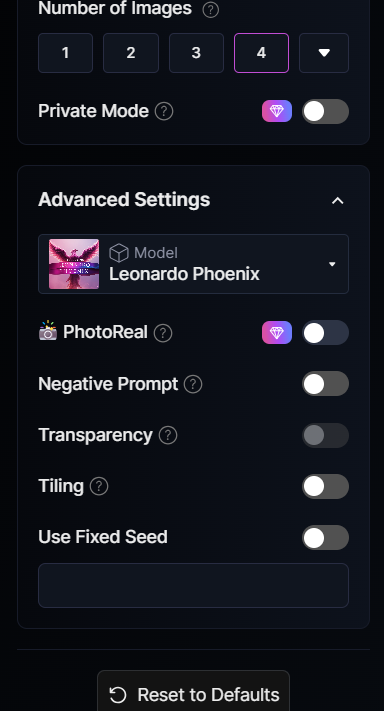 Number of Images ?
1 2 3 4
Private Mode ?
Advanced Settings
Model
Leonardo Phoenix
PhotoReal ?
Negative Prompt ?
Transparency ?
Tiling ?
Use Fixed Seed
Reset to Defaults